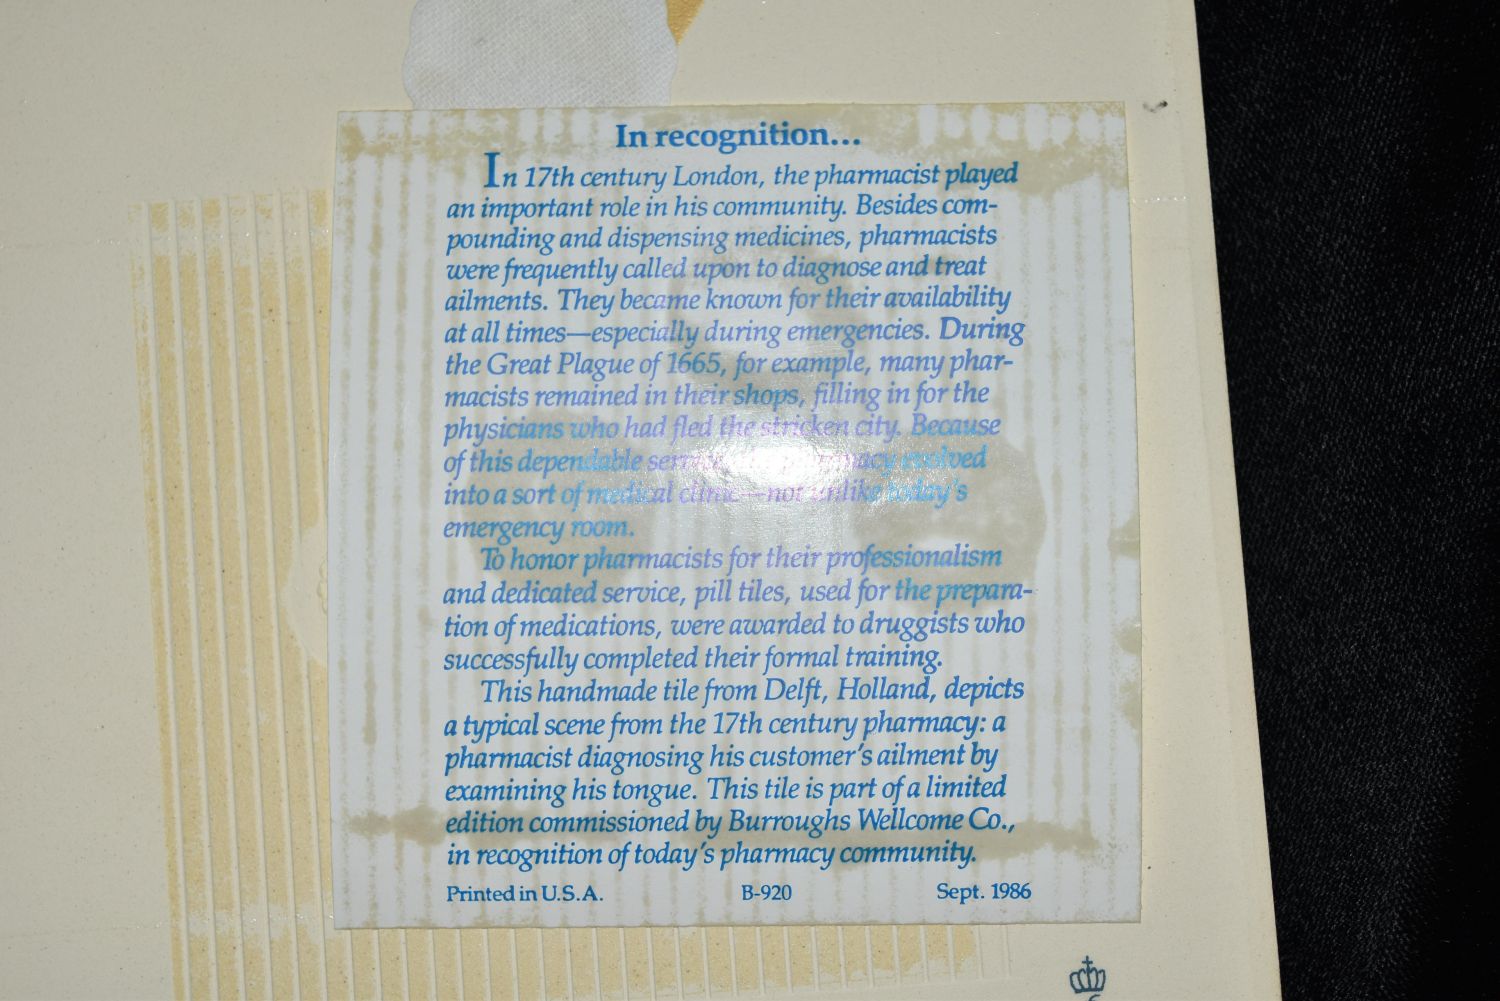 In recognition...
In 17th century London, the pharmacist played
an important role in his community. Besides com-
pounding and dispensing medicines, pharmacists
were frequently called upon to diagnose and treat
ailments. They became known for their availability
at all times—especially during emergencies. During
the Great Plague of 1665, for example, many phar-
macists remained in their shops, filling in for the
physicians who had fled the stricken city. Because
of this dependable service, pharmacy evolved
into a sort of medical clinic—not unlike today's
emergency room.
To honor pharmacists for their professionalism
and dedicated service, pill tiles, used for the prepara-
tion of medications, were awarded to druggists who
successfully completed their formal training.
This handmade tile from Delft, Holland, depicts
a typical scene from the 17th century pharmacy: a
pharmacist diagnosing his customer's ailment by
examining his tongue. This tile is part of a limited
edition commissioned by Burroughs Wellcome Co.,
in recognition of today's pharmacy community.
Printed in U.S.A. B-920 Sept. 1986